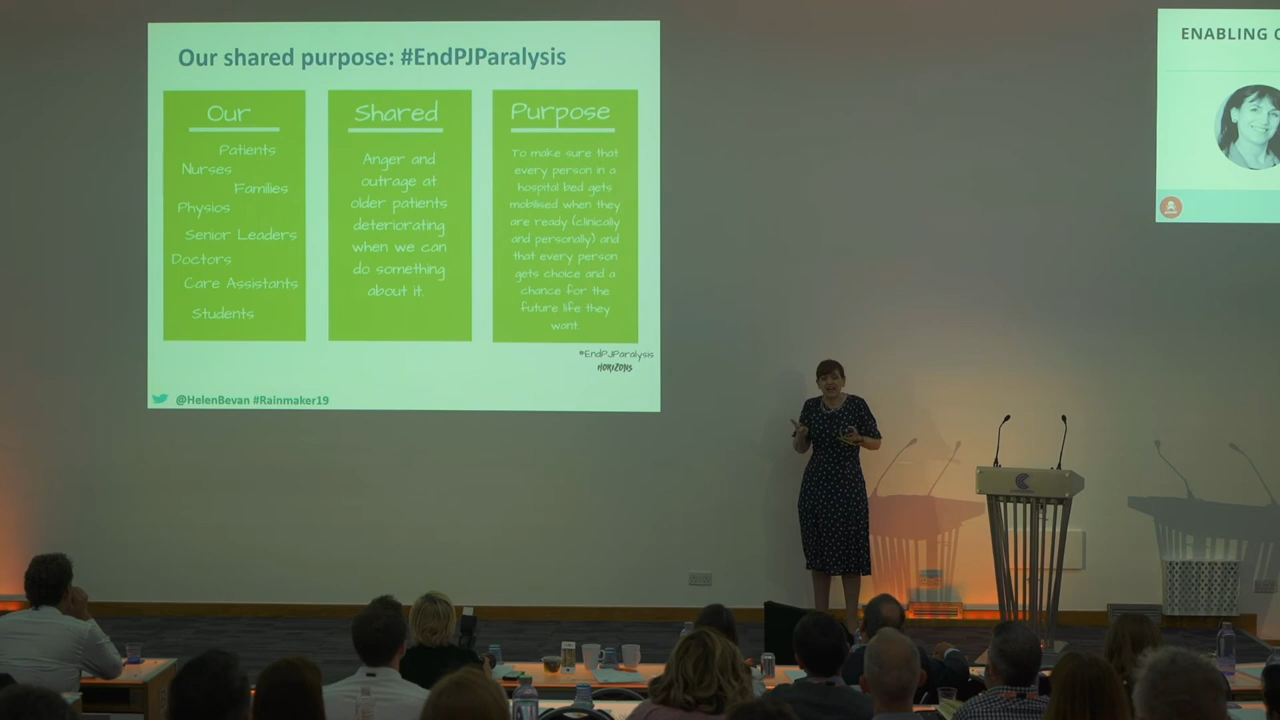 Our shared purpose: #EndPJParalysis
Our
Patients
Nurses
Families
Physios
Senior Leaders
Doctors
Care Assistants
Students
Shared
Anger and
outrage at
older patients
deteriorating
when we can
do something
about it.
Purpose
To make sure that
every person in a
hospital bed gets
mobilised when they
are ready (clinically
and personally) and
that every person
gets choice and a
chance for the
future life they
want.
#EndPJParalysis
HORIZONS
@HelenBevan #Rainmaker19
ENABLING